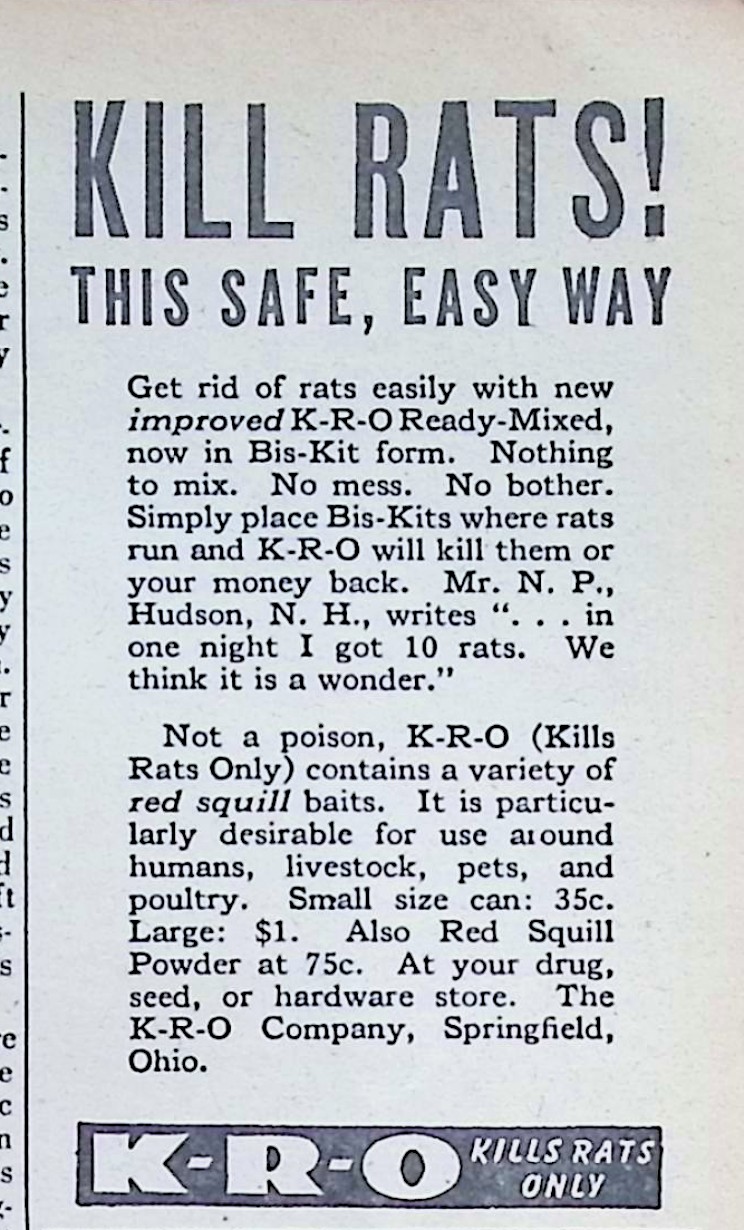 KILL RATS!
THIS SAFE, EASY WAY
Get rid of rats easily with new
improved K-R-O Ready-Mixed,
now in Bis-Kit form. Nothing
to mix. No mess. No bother.
Simply place Bis-Kits where rats
run and K-R-O will kill them or
your money back. Mr. N. P.,
Hudson, N. H., writes ". . . in
one night I got 10 rats. We
think it is a wonder."
Not a poison, K-R-O (Kills
Rats Only) contains a variety of
red squill baits. It is particu-
larly desirable for use around
humans, livestock, pets, and
poultry. Small size can: 35c.
Large: $1. Also Red Squill
Powder at 75c. At your drug,
seed, or hardware store. The
K-R-O Company, Springfield,
Ohio.
K-R-O KILLS RATS
ONLY